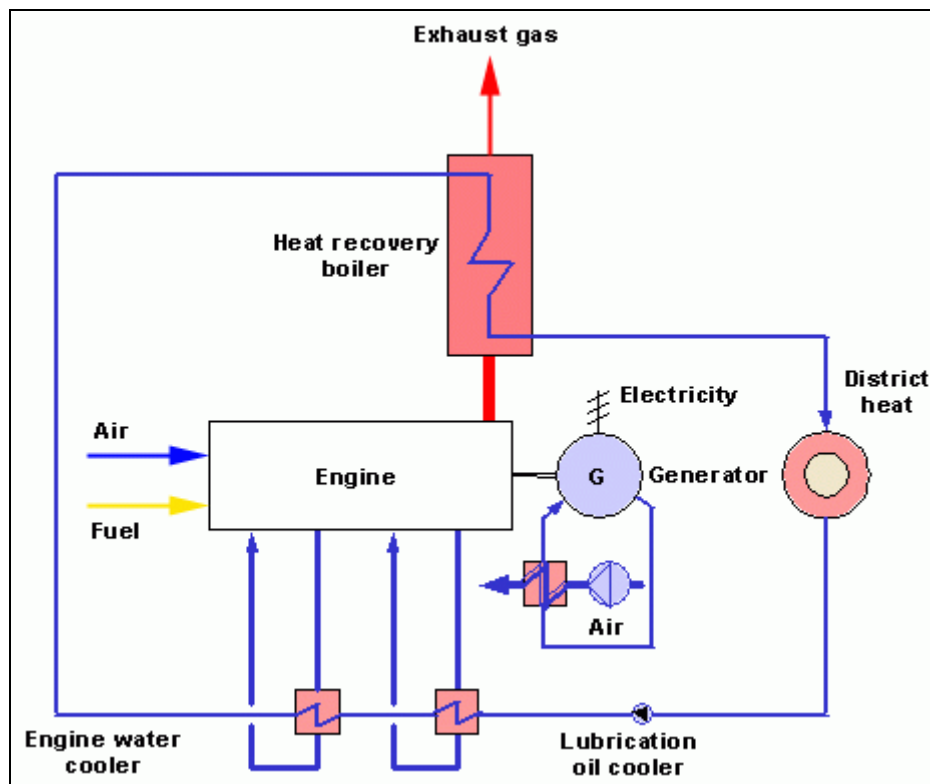 Exhaust gas
Heat recovery
boiler
Electricity
District
heat
Air
Engine
G
Generator
Fuel
Air
Engine water
cooler
Lubrication
oil cooler